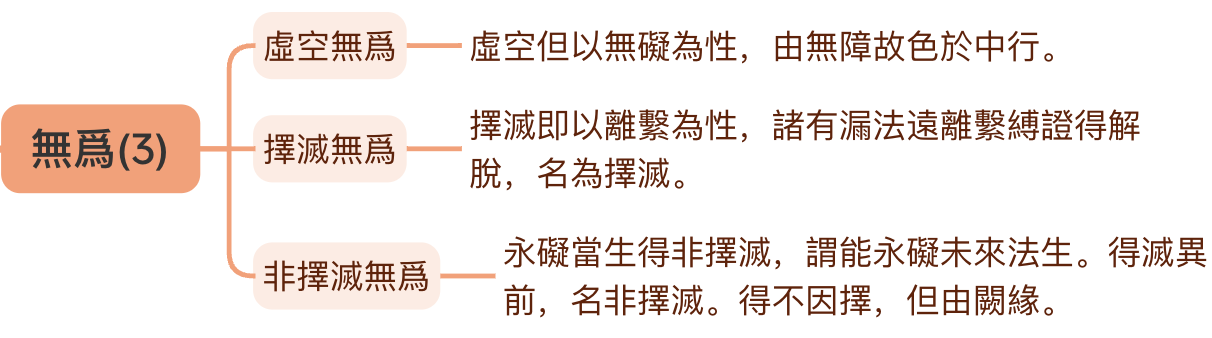 虛空無爲
虛空但以無礙為性，由無障故色於中行。
無爲(3)
擇滅無爲
擇滅即以離繫為性，諸有漏法遠離繫縛證得解
脫，名為擇滅。
非擇滅無爲
永礙當生得非擇滅，謂能永礙未來法生。得滅異
前，名非擇滅。得不因擇，但由闕緣。